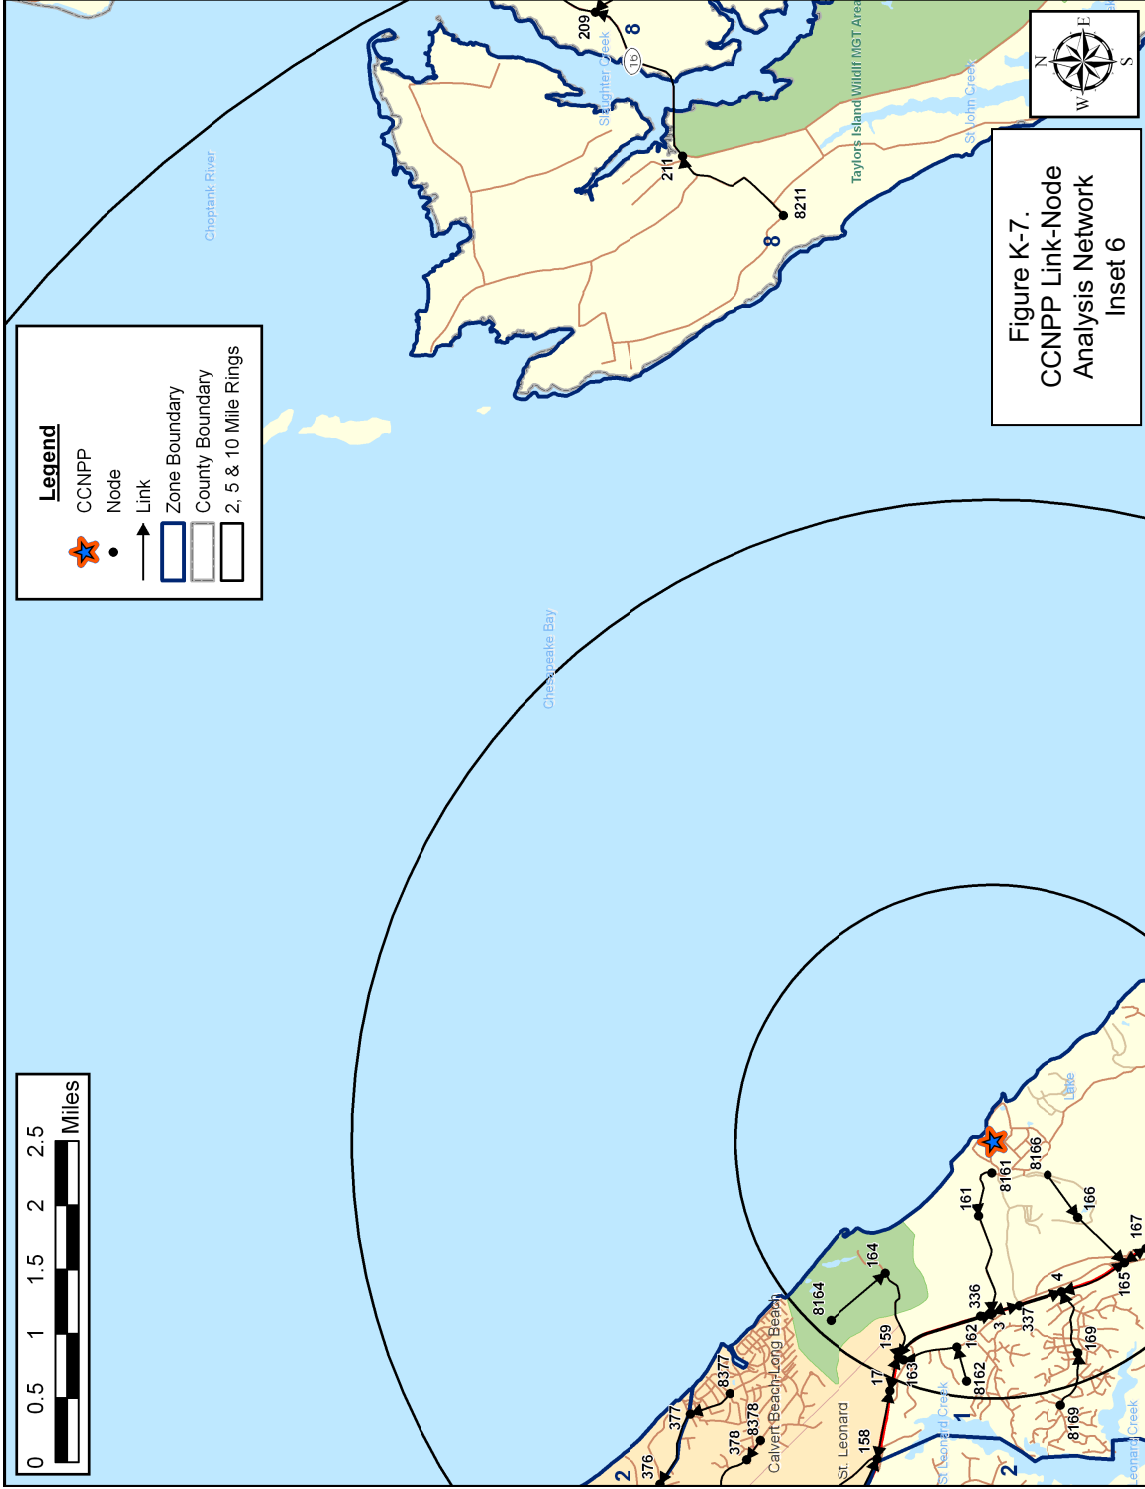 Legend
CCNPP
Node
Link
Zone Boundary
County Boundary
2, 5 & 10 Mile Rings
0 0.5 1 1.5 2 2.5
Miles
Figure K-7.
CCNPP Link-Node
Analysis Network
Inset 6
N
E
S
W
Choptank River
Slaughter Creek
Taylors Island Wildlf MGT Area
St John Creek
Chesapeake Bay
209
8
16
211
8211
8
Calvert Beach-Long Beach
St. Leonard
St Leonard Creek
Leonard Creek
Lake
2
376
377
8377
378
8378
158
17
163
159
8164
164
162
8162
1
2
336
3
337
4
161
8161
8166
166
165
167
169
8169